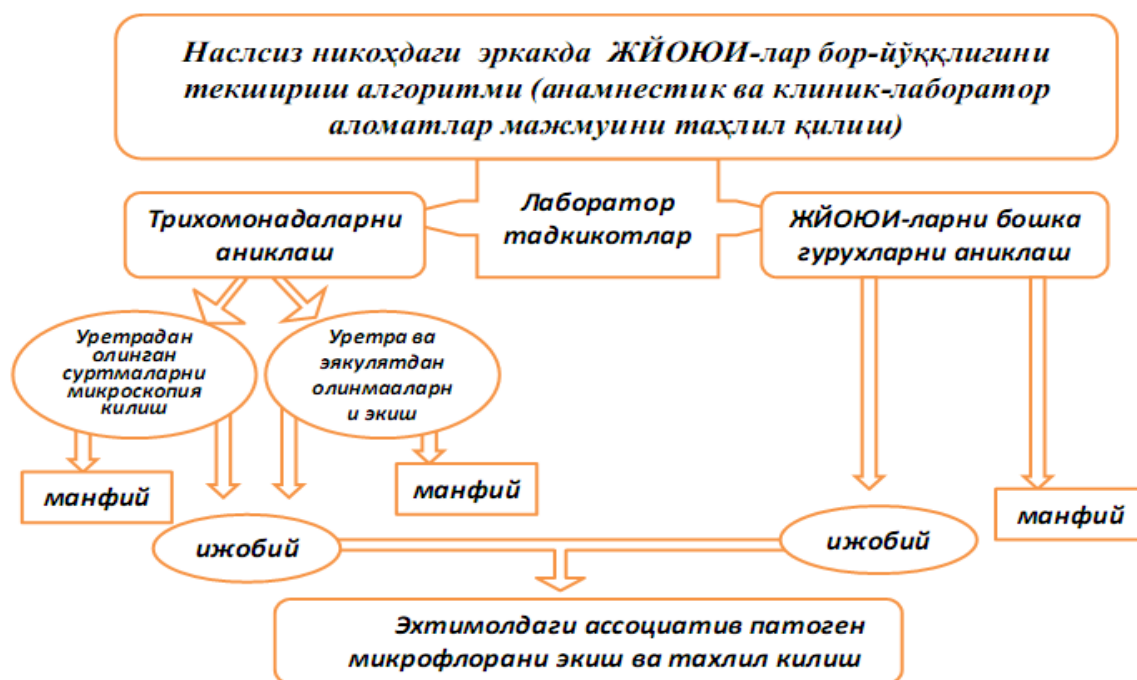 Наслсиз никоҳдаги эркакда ЖЙОЮИ-лар бор-йўққлигини
текшириш алгоритми (анамнестик ва клиник-лаборатор
аломатлар мажмуини таҳлил қилиш)
Лаборатор
тадкикотлар
Трихомонадаларни
аниклаш
ЖЙОЮИ-ларни бошка
гурухларни аниклаш
Уретрадан
олинган
суртмаларни
микроскопия
килиш
Уретра ва
эякулятдан
олинмааларн
и экиш
манфий
манфий
манфий
ижобий
ижобий
Эхтимолдаги ассоциатив патоген
микрофлорани экиш ва тахлил килиш